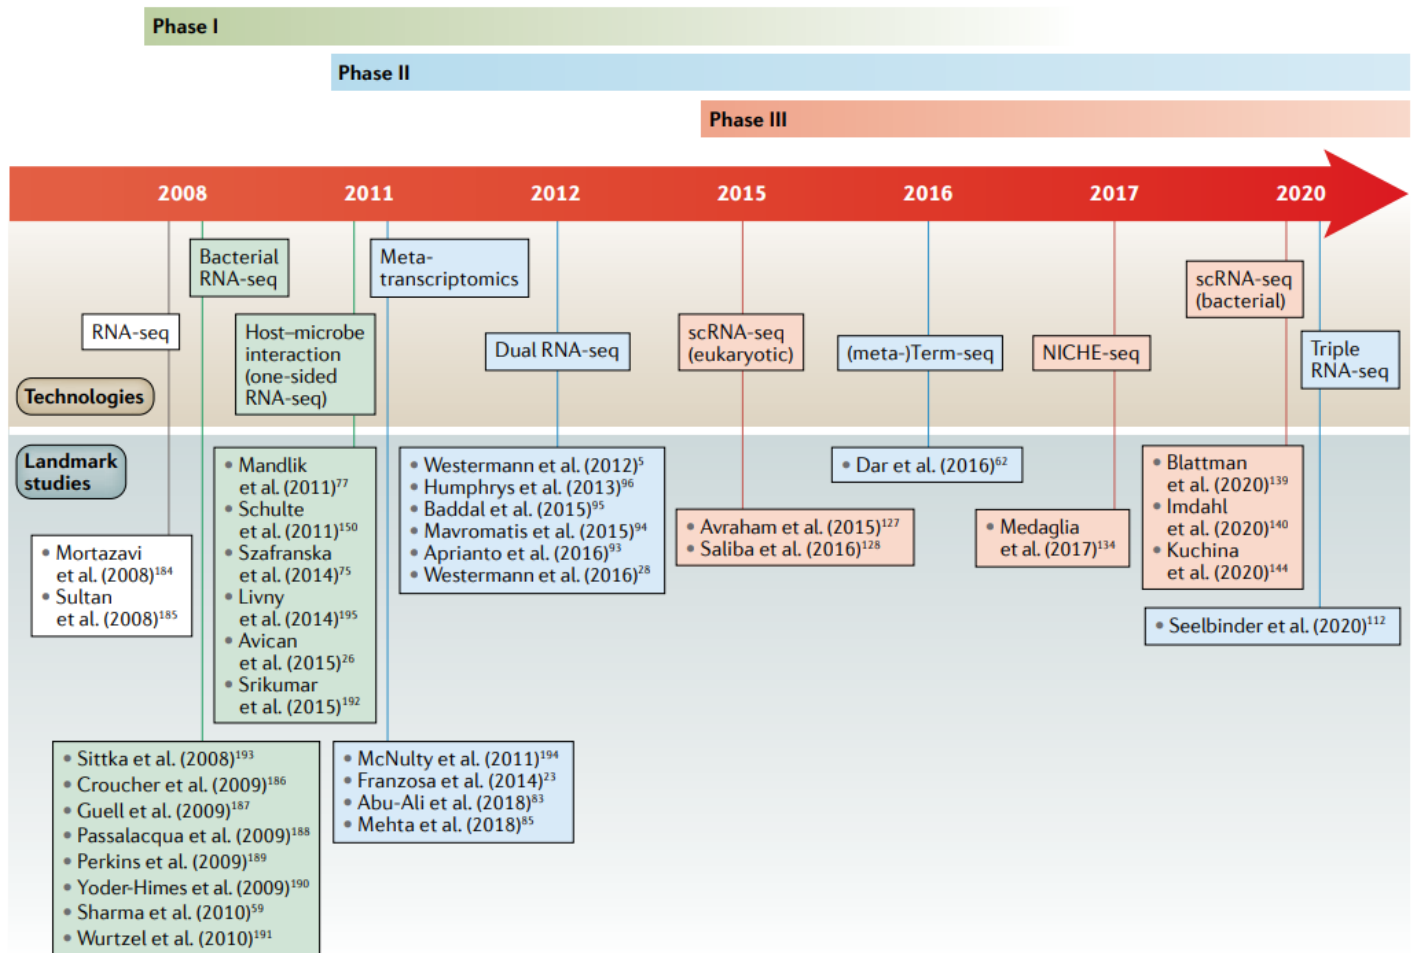 Phase I
Phase II
Phase III
2008
2011
2012
2015
2016
2017
2020
Bacterial
RNA-seq
Meta-
transcriptomics
scRNA-seq
(bacterial)
RNA-seq
Host–microbe
interaction
(one-sided
RNA-seq)
Dual RNA-seq
scRNA-seq
(eukaryotic)
(meta-)Term-seq
NICHE-seq
Triple
RNA-seq
Technologies
Landmark
studies
• Mortazavi
et al. (2008)184
• Sultan
et al. (2008)185
• Mandlik
et al. (2011)77
• Schulte
et al. (2011)150
• Szafranska
et al. (2014)75
• Livny
et al. (2014)195
• Avican
et al. (2015)26
• Srikumar
et al. (2015)192
• Westermann et al. (2012)5
• Humphrys et al. (2013)96
• Baddal et al. (2015)95
• Mavromatis et al. (2015)94
• Aprianto et al. (2016)93
• Westermann et al. (2016)28
• Avraham et al. (2015)127
• Saliba et al. (2016)128
• Dar et al. (2016)62
• Medaglia
et al. (2017)134
• Blattman
et al. (2020)139
• Imdahl
et al. (2020)140
• Kuchina
et al. (2020)144
• Seelbinder et al. (2020)112
• Sittka et al. (2008)193
• Croucher et al. (2009)186
• Guell et al. (2009)187
• Passalacqua et al. (2009)188
• Perkins et al. (2009)189
• Yoder-Himes et al. (2009)190
• Sharma et al. (2010)59
• Wurtzel et al. (2010)191
• McNulty et al. (2011)194
• Franzosa et al. (2014)23
• Abu-Ali et al. (2018)83
• Mehta et al. (2018)85